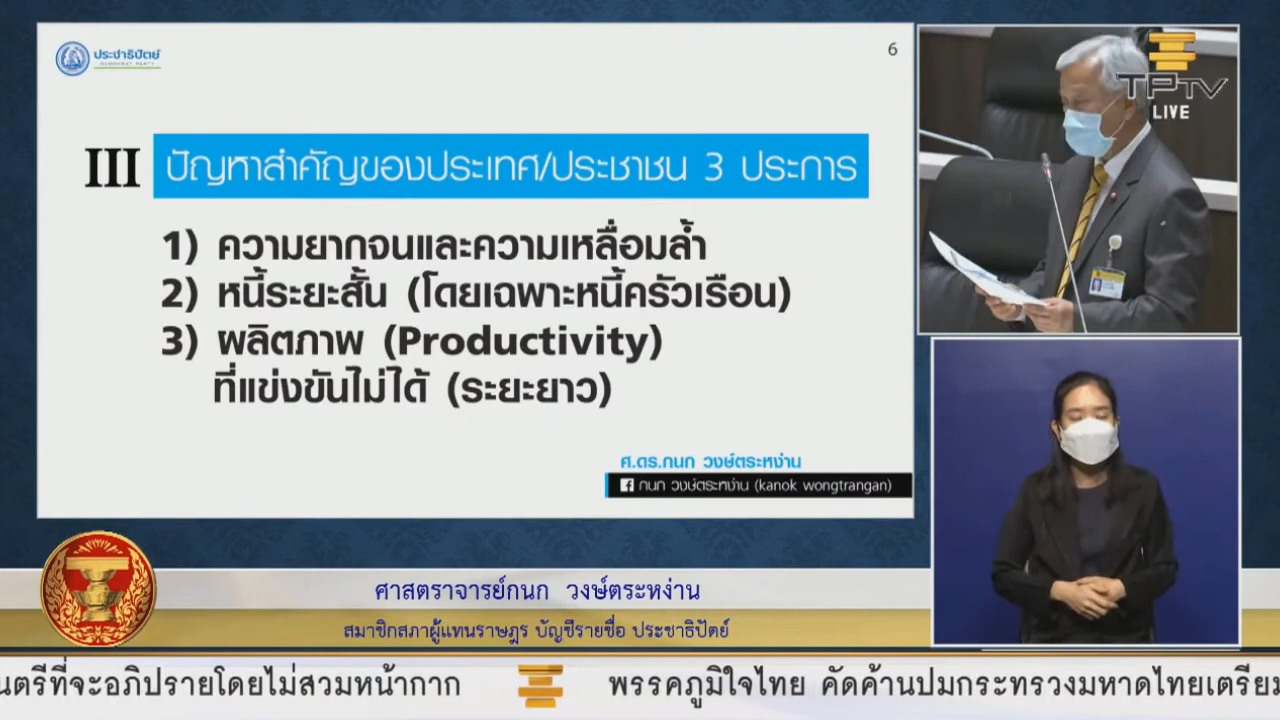 ประชาธิปัตย์
DEMOCRAT PARTY
6
III ปัญหาสำคัญของประเทศ/ประชาชน 3 ประการ
1) ความยากจนและความเหลื่อมล้ำ
2) หนี้ระยะสั้น (โดยเฉพาะหนี้ครัวเรือน)
3) ผลิตภาพ (Productivity)
ที่แข่งขันไม่ได้ (ระยะยาว)
ศ.ดร.กนก วงษ์ตระหง่าน
กนก วงษ์ตระหง่าน (kanok wongtrangan)
TPTV
LIVE
ศาสตราจารย์กนก วงษ์ตระหง่าน
สมาชิกสภาผู้แทนราษฎร บัญชีรายชื่อ ประชาธิปัตย์
นตรีที่จะอภิปรายโดยไม่สวมหน้ากาก พรรคภูมิใจไทย คัดค้านปมกระทรวงมหาดไทยเตรียม